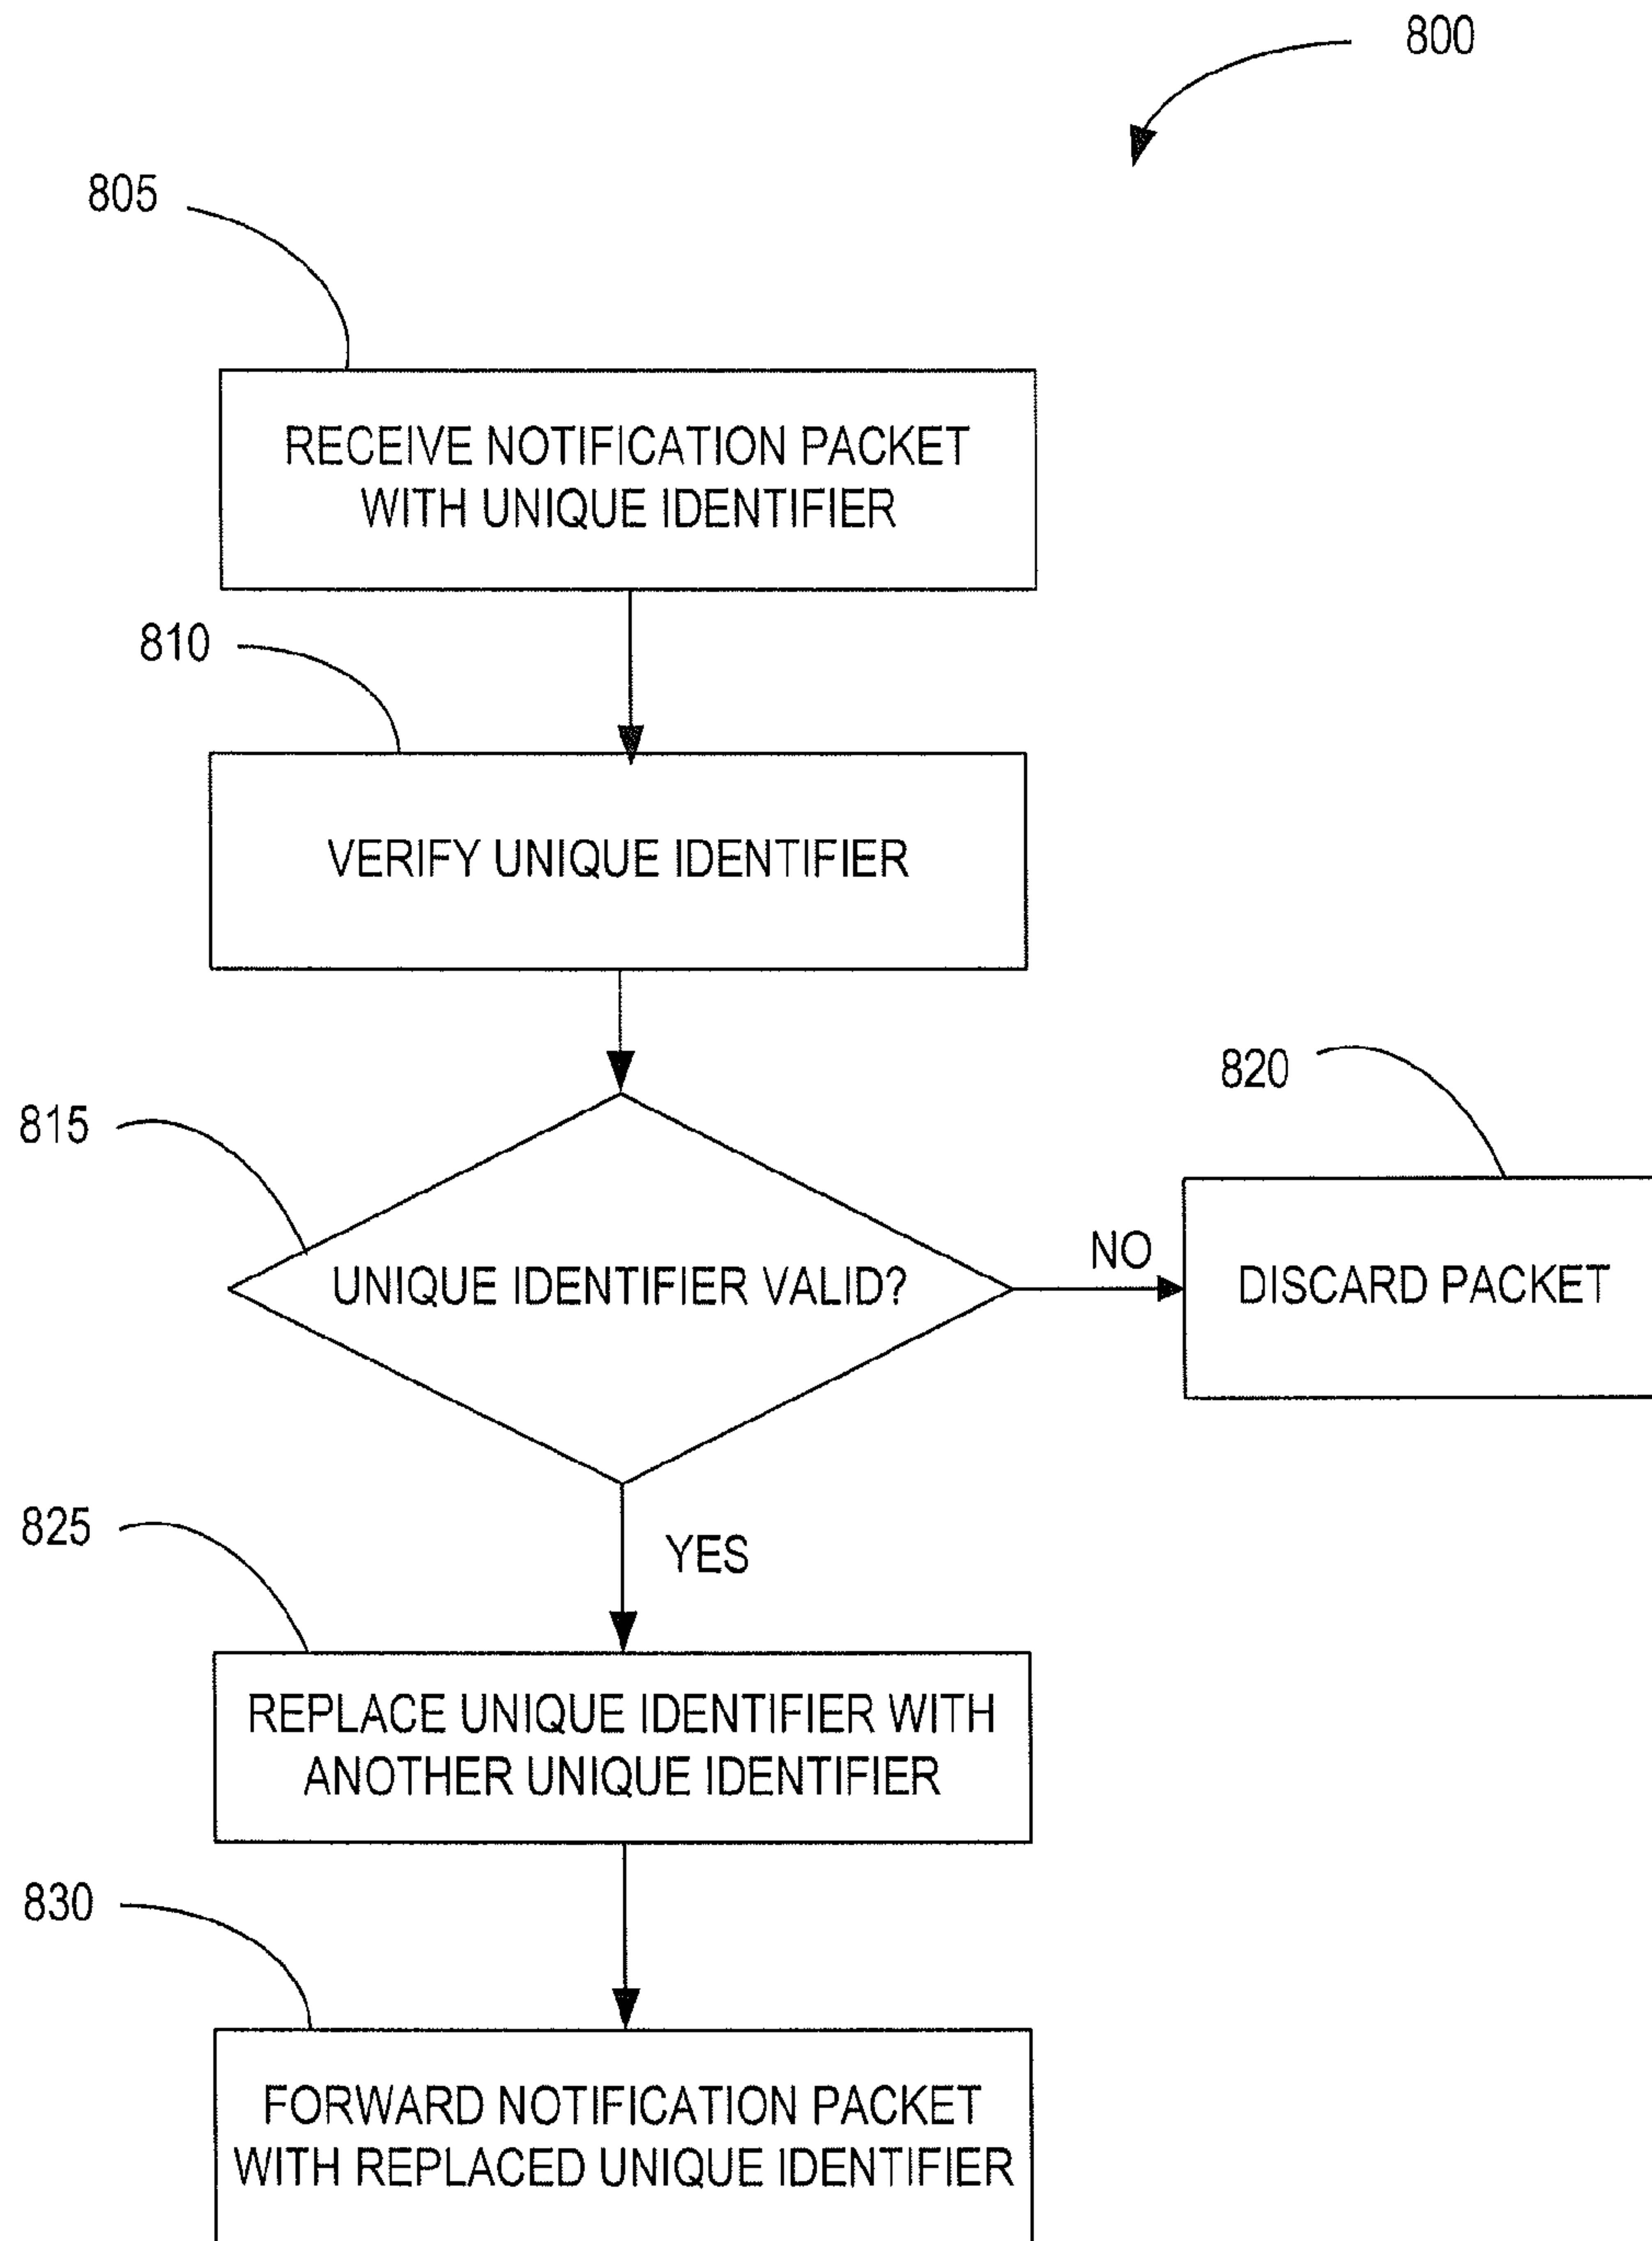 800
805
RECEIVE NOTIFICATION PACKET
WITH UNIQUE IDENTIFIER
810
VERIFY UNIQUE IDENTIFIER
815
UNIQUE IDENTIFIER VALID?
NO
820
DISCARD PACKET
YES
825
REPLACE UNIQUE IDENTIFIER WITH
ANOTHER UNIQUE IDENTIFIER
830
FORWARD NOTIFICATION PACKET
WITH REPLACED UNIQUE IDENTIFIER